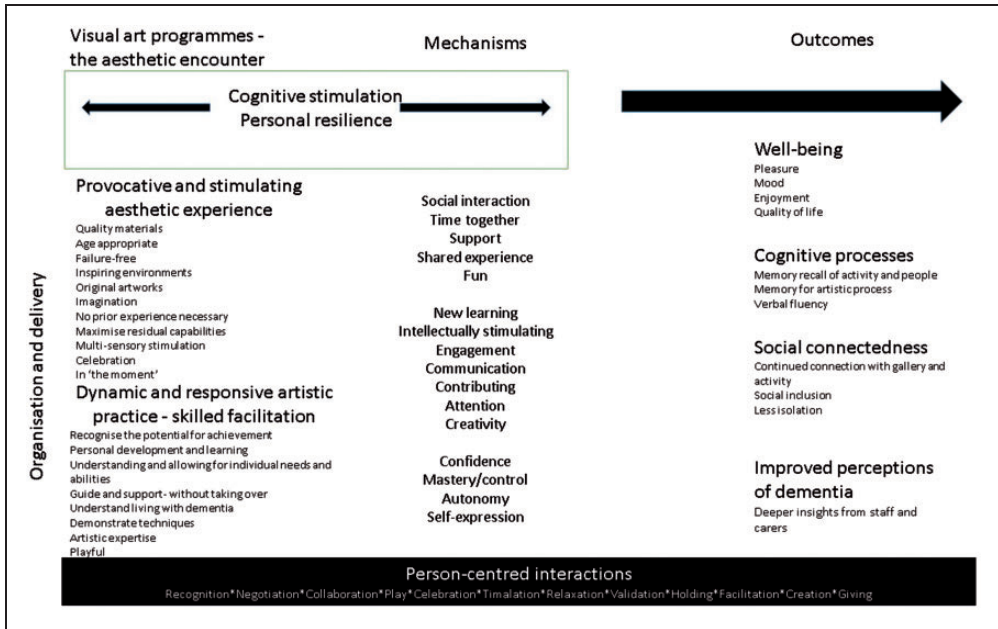 Visual art programmes -
the aesthetic encounter
Mechanisms
Outcomes
Cognitive stimulation
Personal resilience
Organisation and delivery
Provocative and stimulating
aesthetic experience
Quality materials
Age appropriate
Failure-free
Inspiring environments
Original artworks
Imagination
No prior experience necessary
Maximise residual capabilities
Multi-sensory stimulation
Celebration
In 'the moment'
Dynamic and responsive artistic
practice - skilled facilitation
Recognise the potential for achievement
Personal development and learning
Understanding and allowing for individual needs and
abilities
Guide and support- without taking over
Understand living with dementia
Demonstrate techniques
Artistic expertise
Playful
Social interaction
Time together
Support
Shared experience
Fun
New learning
Intellectually stimulating
Engagement
Communication
Contributing
Attention
Creativity
Confidence
Mastery/control
Autonomy
Self-expression
Well-being
Pleasure
Mood
Enjoyment
Quality of life
Cognitive processes
Memory recall of activity and people
Memory for artistic process
Verbal fluency
Social connectedness
Continued connection with gallery and
activity
Social inclusion
Less isolation
Improved perceptions
of dementia
Deeper insights from staff and
carers
Person-centred interactions
Recognition*Negotiation*Collaboration*Play*Celebration*Timalation*Relaxation*Validation*Holding*Facilitation*Creation*Giving